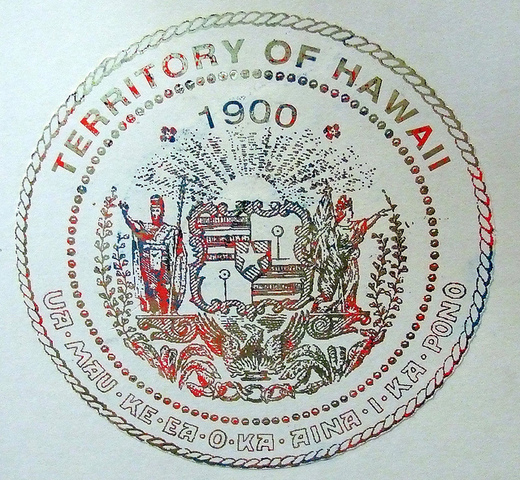 TERRITORY OF HAWAII
1900
UA·MAU·KE·EA·O·KA·AINA·I·KA·PONO